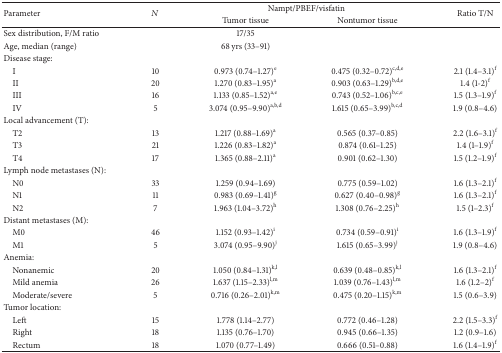 Parameter N Nampt/PBEF/visfatin Ratio T/N
Tumor tissue Nontumor tissue
Sex distribution, F/M ratio 17/35
Age, median (range) 68 yrs (33–91)
Disease stage:
I 10 0.973 (0.74–1.27)e 0.475 (0.32–0.72)c,d,e 2.1 (1.4–3.1)f
II 20 1.270 (0.83–1.95)a 0.903 (0.63–1.29)b,d,e 1.4 (1-2)f
III 16 1.133 (0.85–1.52)a,e 0.743 (0.52–1.06)b,c,e 1.5 (1.3–1.9)f
IV 5 3.074 (0.95–9.90)a,b,d 1.615 (0.65–3.99)b,c,d 1.9 (0.8–4.6)
Local advancement (T):
T2 13 1.217 (0.88–1.69)a 0.565 (0.37–0.85) 2.2 (1.6–3.1)f
T3 21 1.226 (0.83–1.82)a 0.874 (0.61–1.25) 1.4 (1–1.9)f
T4 17 1.365 (0.88–2.11)a 0.901 (0.62–1.30) 1.5 (1.2–1.9)f
Lymph node metastases (N):
N0 33 1.259 (0.94–1.69) 0.775 (0.59–1.02) 1.6 (1.3–2.1)f
N1 11 0.983 (0.69–1.41)g 0.627 (0.40–0.98)g 1.6 (1.3–2.1)f
N2 7 1.963 (1.04–3.72)h 1.308 (0.76–2.25)h 1.5 (1–2.3)f
Distant metastases (M):
M0 46 1.152 (0.93–1.42)i 0.734 (0.59–0.91)i 1.6 (1.3–1.9)f
M1 5 3.074 (0.95–9.90)j 1.615 (0.65–3.99)j 1.9 (0.8–4.6)
Anemia:
Nonanemic 20 1.050 (0.84–1.31)k,l 0.639 (0.48–0.85)k,l 1.6 (1.3–2.1)f
Mild anemia 26 1.637 (1.15–2.33)l,m 1.039 (0.76–1.43)l,m 1.6 (1.2–2)f
Moderate/severe 5 0.716 (0.26–2.01)k,m 0.475 (0.20–1.15)k,m 1.5 (0.6–3.9)
Tumor location:
Left 15 1.778 (1.14–2.77) 0.772 (0.46–1.28) 2.2 (1.5–3.3)f
Right 18 1.135 (0.76–1.70) 0.945 (0.66–1.35) 1.2 (0.9–1.6)
Rectum 18 1.070 (0.77–1.49) 0.666 (0.51–0.88) 1.6 (1.4–1.9)f